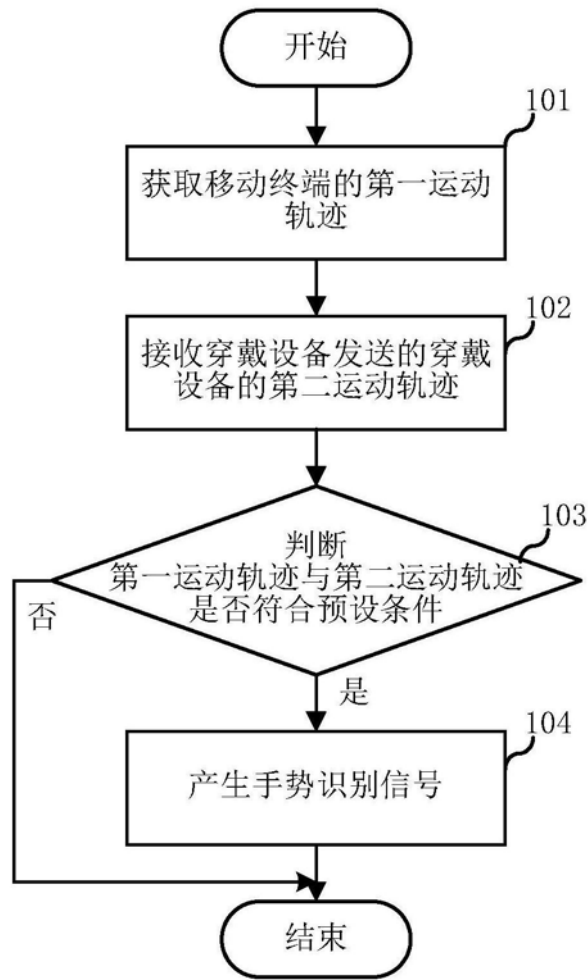 开始
101
获取移动终端的第一运动
轨迹
102
接收穿戴设备发送的穿戴
设备的第二运动轨迹
103
判断
第一运动轨迹与第二运动轨迹
是否符合预设条件
否
是
104
产生手势识别信号
结束